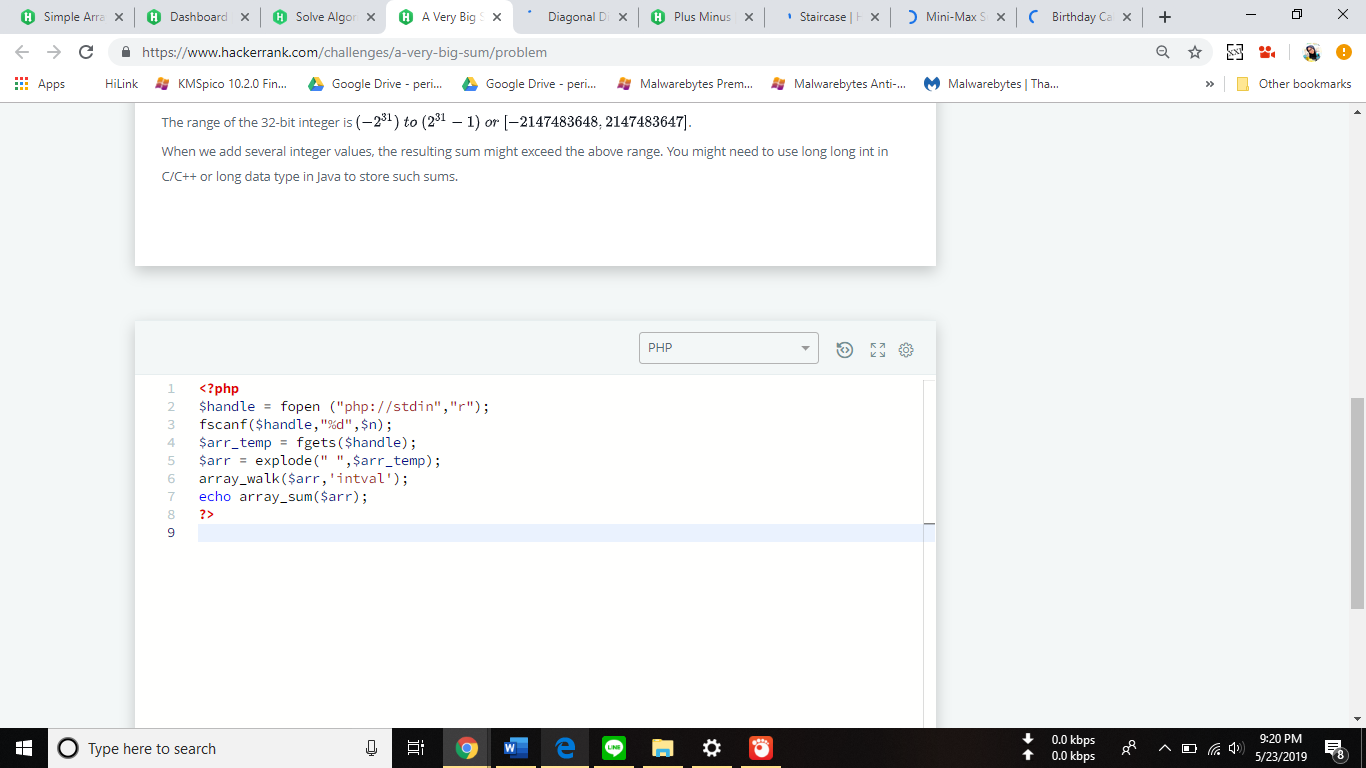 Simple Arra
Dashboard
Solve Algor
A Very Big S
Diagonal Di
Plus Minus
Staircase | H
Mini-Max S
Birthday Ca
https://www.hackerrank.com/challenges/a-very-big-sum/problem
Apps
HiLink
KMSpico 10.2.0 Fin...
Google Drive - peri...
Google Drive - peri...
Malwarebytes Prem...
Malwarebytes Anti-...
Malwarebytes | Tha...
»
Other bookmarks
The range of the 32-bit integer is (−2³¹) to (2³¹ − 1) or [−2147483648, 2147483647].
When we add several integer values, the resulting sum might exceed the above range. You might need to use long long int in
C/C++ or long data type in Java to store such sums.
PHP
1 <?php
2 $handle = fopen ("php://stdin","r");
3 fscanf($handle,"%d",$n);
4 $arr_temp = fgets($handle);
5 $arr = explode(" ",$arr_temp);
6 array_walk($arr,'intval');
7 echo array_sum($arr);
8 ?>
9
Type here to search
W
LINE
0.0 kbps
0.0 kbps
9:20 PM
5/23/2019
8